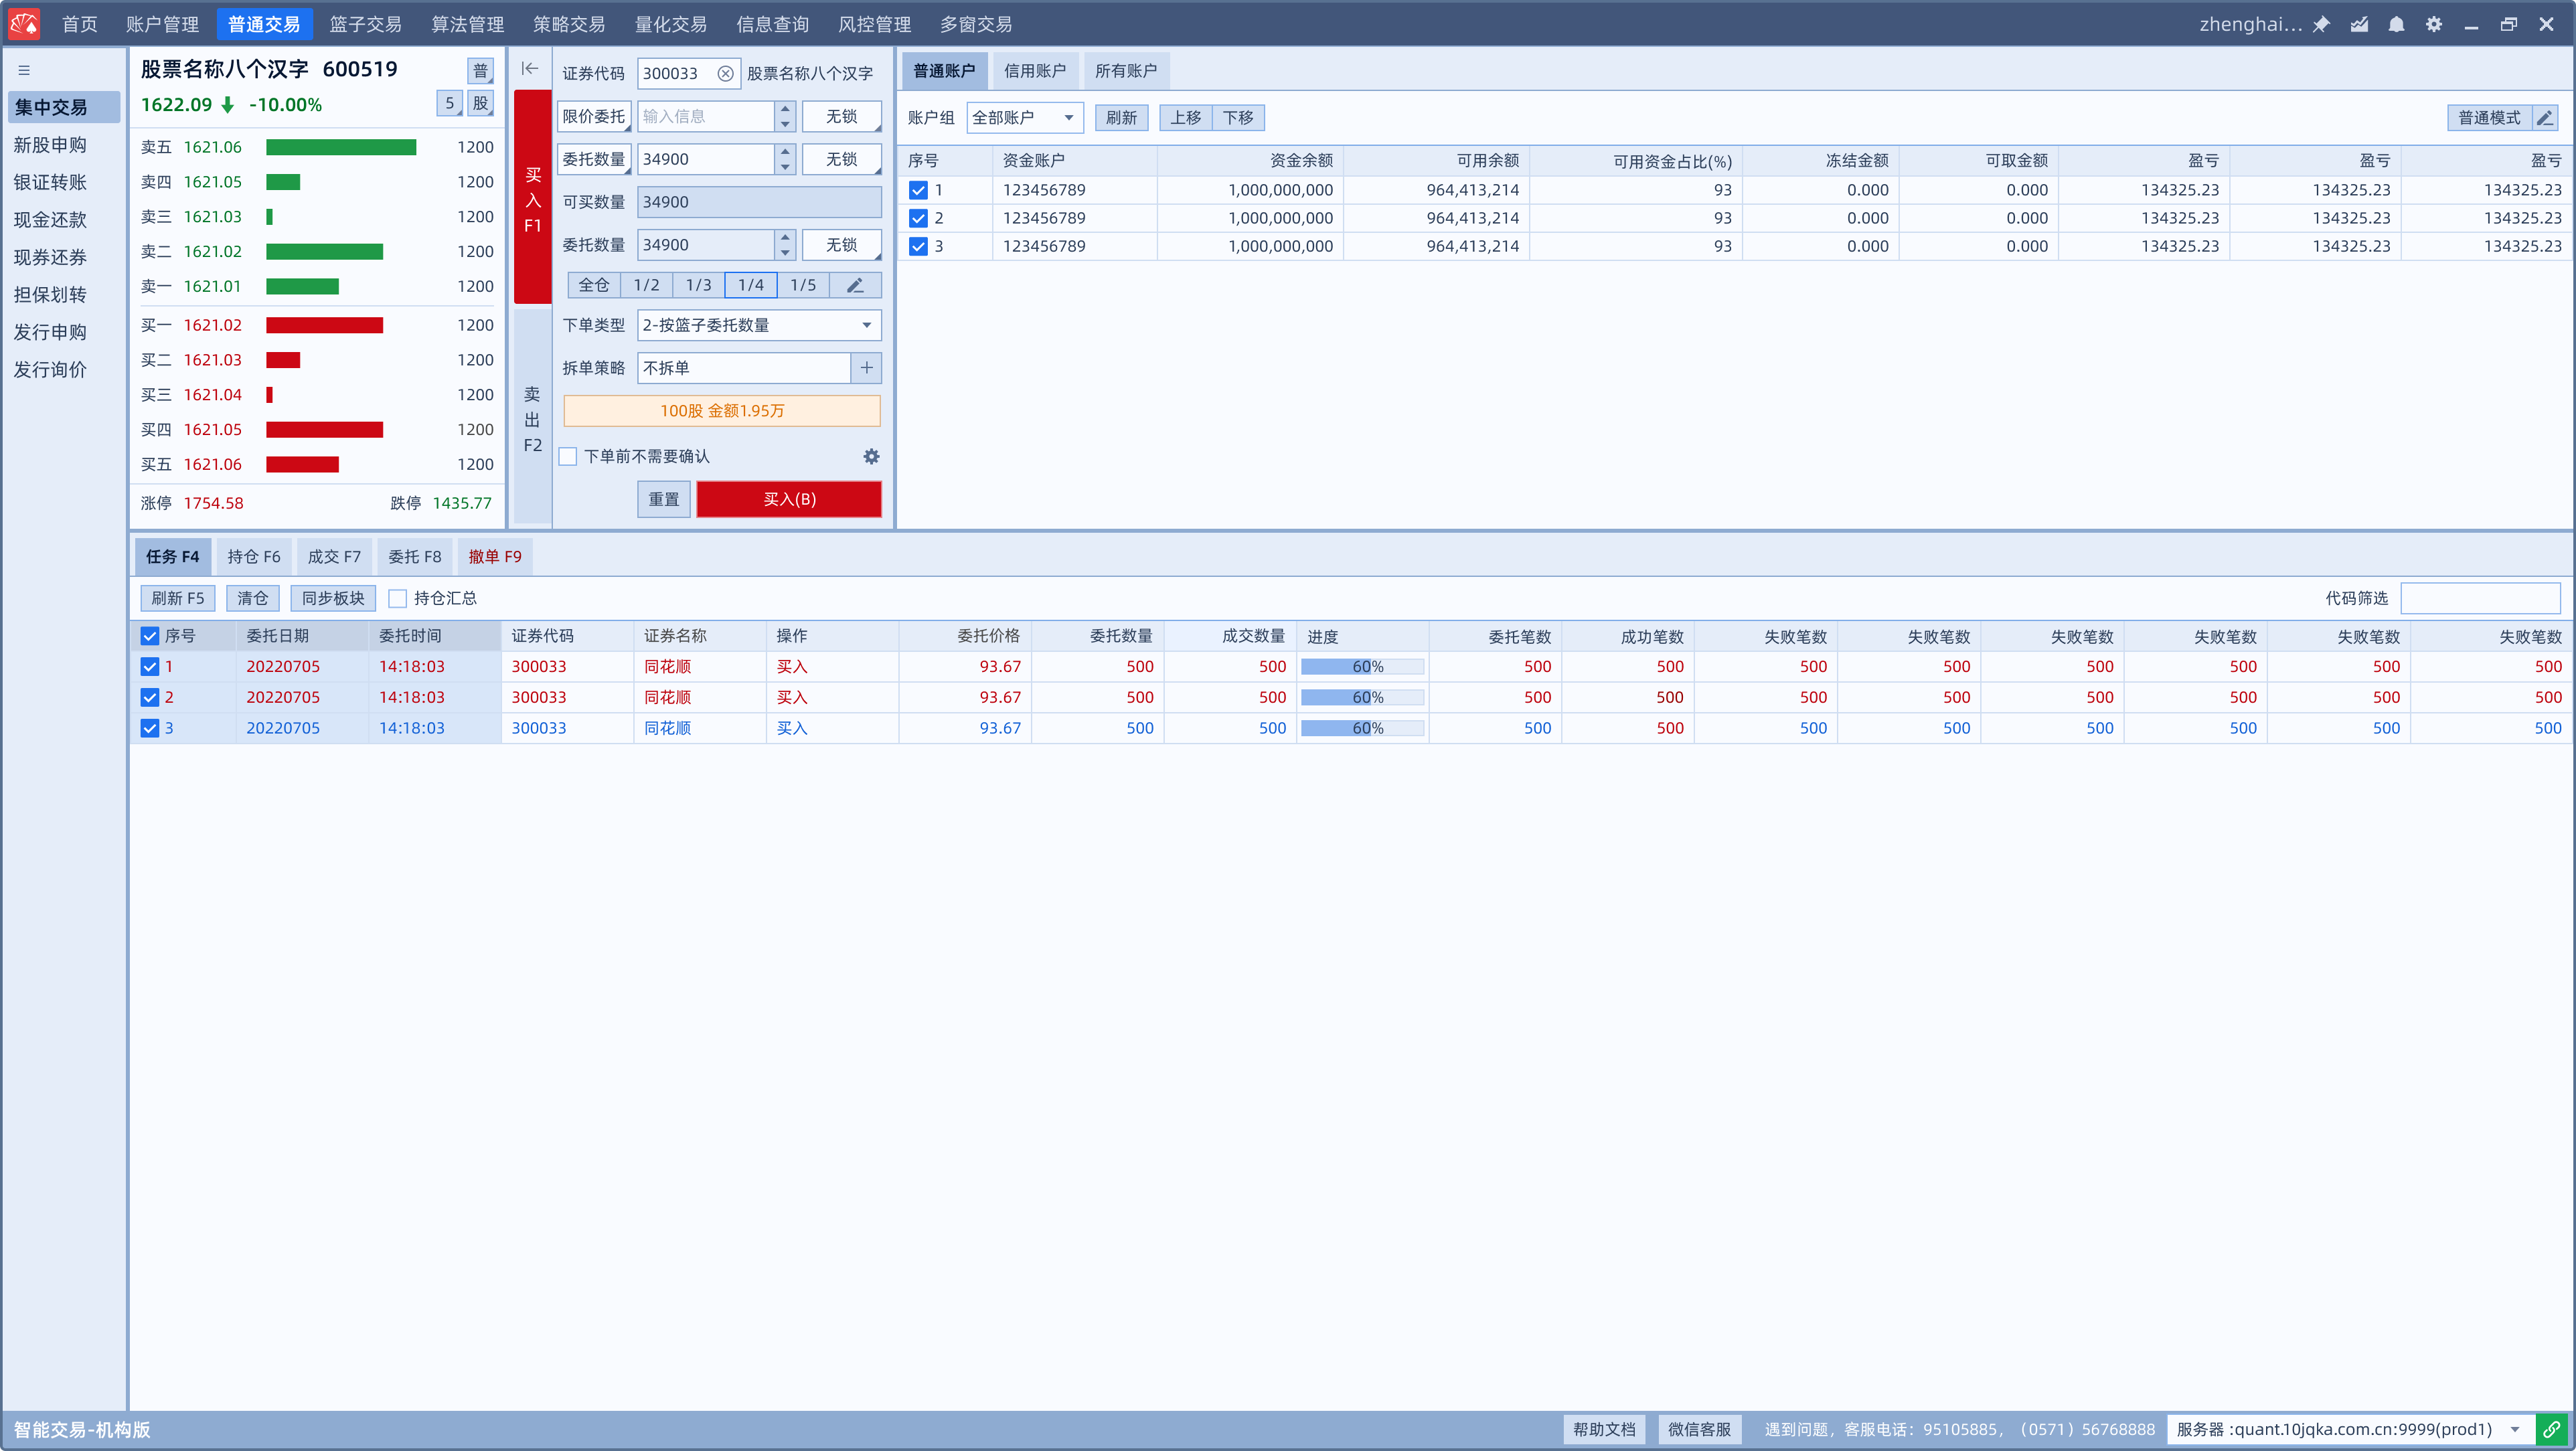 首页 账户管理 普通交易 篮子交易 算法管理 策略交易 量化交易 信息查询 风控管理 多窗交易 zhenghai...
集中交易
新股申购
银证转账
现金还款
现券还券
担保划转
发行申购
发行询价
股票名称八个汉字 600519 普
1622.09 -10.00% 5 股
卖五 1621.06 1200
卖四 1621.05 1200
卖三 1621.03 1200
卖二 1621.02 1200
卖一 1621.01 1200
买一 1621.02 1200
买二 1621.03 1200
买三 1621.04 1200
买四 1621.05 1200
买五 1621.06 1200
涨停 1754.58 跌停 1435.77
买入 F1
卖出 F2
证券代码 300033 股票名称八个汉字
限价委托 输入信息 无锁
委托数量 34900 无锁
可买数量 34900
委托数量 34900 无锁
全仓 1/2 1/3 1/4 1/5
下单类型 2-按篮子委托数量
拆单策略 不拆单
100股 金额1.95万
下单前不需要确认
重置 买入(B)
普通账户 信用账户 所有账户
账户组 全部账户 刷新 上移 下移 普通模式
序号 资金账户 资金余额 可用余额 可用资金占比(%) 冻结金额 可取金额 盈亏 盈亏 盈亏
1 123456789 1,000,000,000 964,413,214 93 0.000 0.000 134325.23 134325.23 134325.23
2 123456789 1,000,000,000 964,413,214 93 0.000 0.000 134325.23 134325.23 134325.23
3 123456789 1,000,000,000 964,413,214 93 0.000 0.000 134325.23 134325.23 134325.23
任务 F4 持仓 F6 成交 F7 委托 F8 撤单 F9
刷新 F5 清仓 同步板块 持仓汇总 代码筛选
序号 委托日期 委托时间 证券代码 证券名称 操作 委托价格 委托数量 成交数量 进度 委托笔数 成功笔数 失败笔数 失败笔数 失败笔数 失败笔数 失败笔数 失败笔数
1 20220705 14:18:03 300033 同花顺 买入 93.67 500 500 60% 500 500 500 500 500 500 500 500
2 20220705 14:18:03 300033 同花顺 买入 93.67 500 500 60% 500 500 500 500 500 500 500 500
3 20220705 14:18:03 300033 同花顺 买入 93.67 500 500 60% 500 500 500 500 500 500 500 500
智能交易-机构版 帮助文档 微信客服 遇到问题，客服电话：95105885，（0571）56768888 服务器 :quant.10jqka.com.cn:9999(prod1)